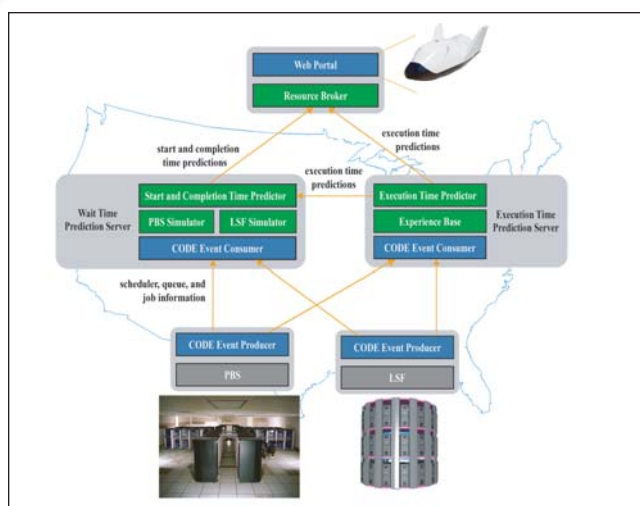 Web Portal
Resource Broker
start and completion
time predictions
execution time
predictions
execution time
predictions
Wait Time
Prediction Server
Start and Completion Time Predictor
PBS Simulator
LSF Simulator
CODE Event Consumer
Execution Time Predictor
Experience Base
CODE Event Consumer
Execution Time
Prediction Server
scheduler, queue, and
job information
CODE Event Producer
PBS
CODE Event Producer
LSF